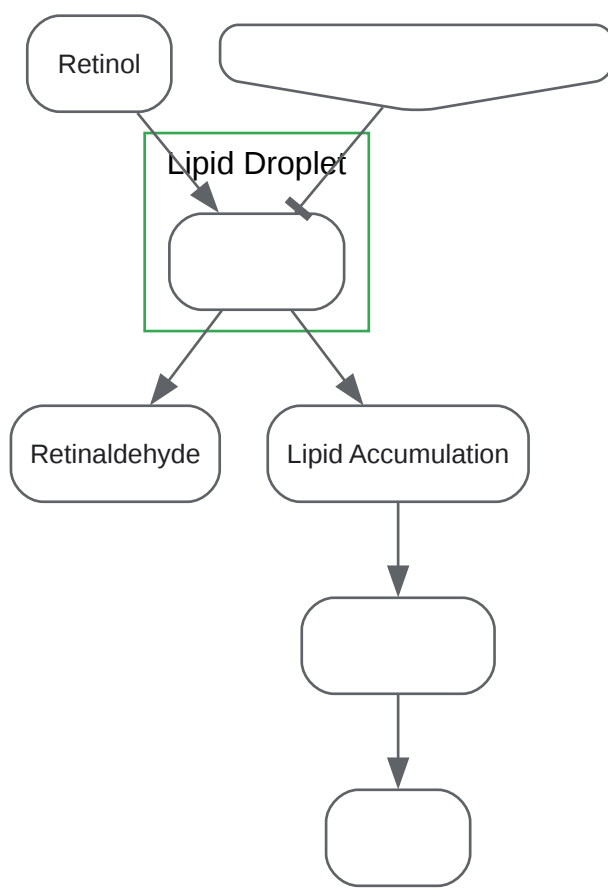 Retinol
Lipid Droplet
Retinaldehyde
Lipid Accumulation